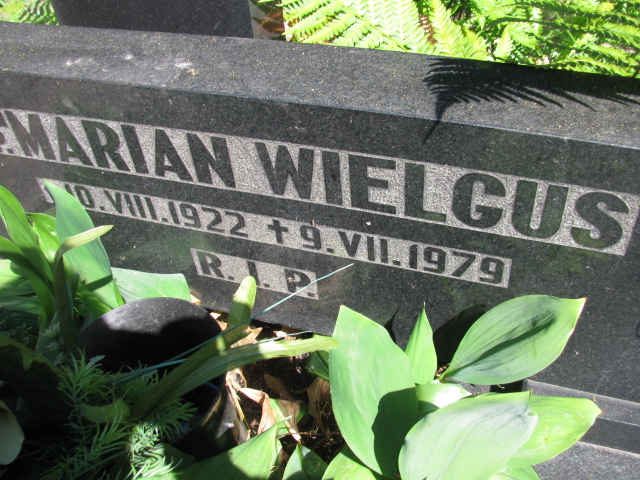 MARIAN WIELGUS
10.VIII.1922 ✝ 9.VII.1979
R.I.P.